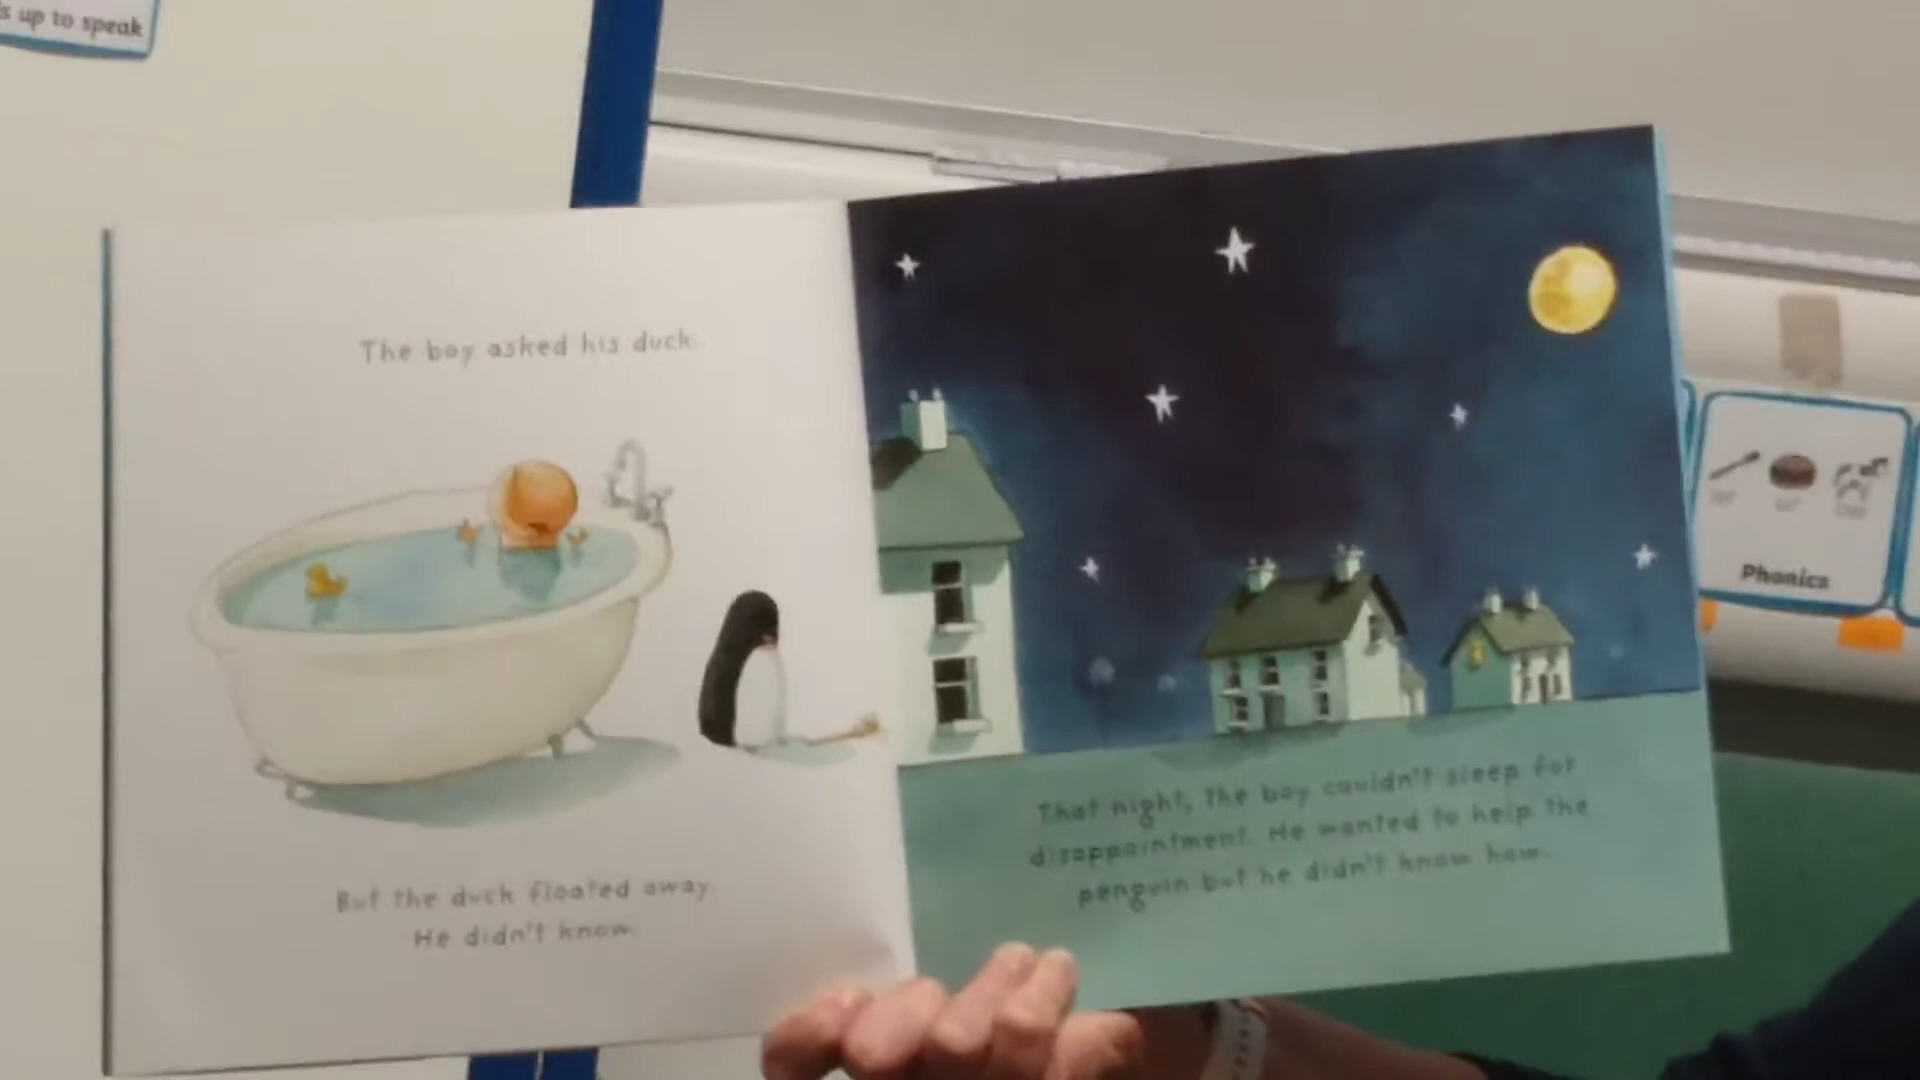 s up to speak
The boy asked his duck.
But the duck floated away.
He didn't know.
That night, the boy couldn't sleep for
disappointment. He wanted to help the
penguin but he didn't know how.
Phonics